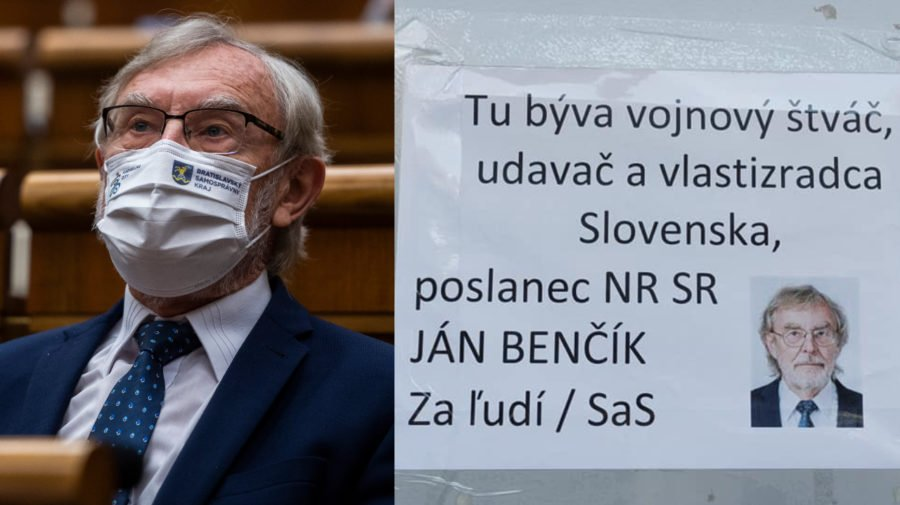 BRATISLAVSKÝ
SAMOSPRÁVNY
KRAJ
Tu býva vojnový štváč,
udavač a vlastizradca
Slovenska,
poslanec NR SR
JÁN BENČÍK
Za ľudí / SaS